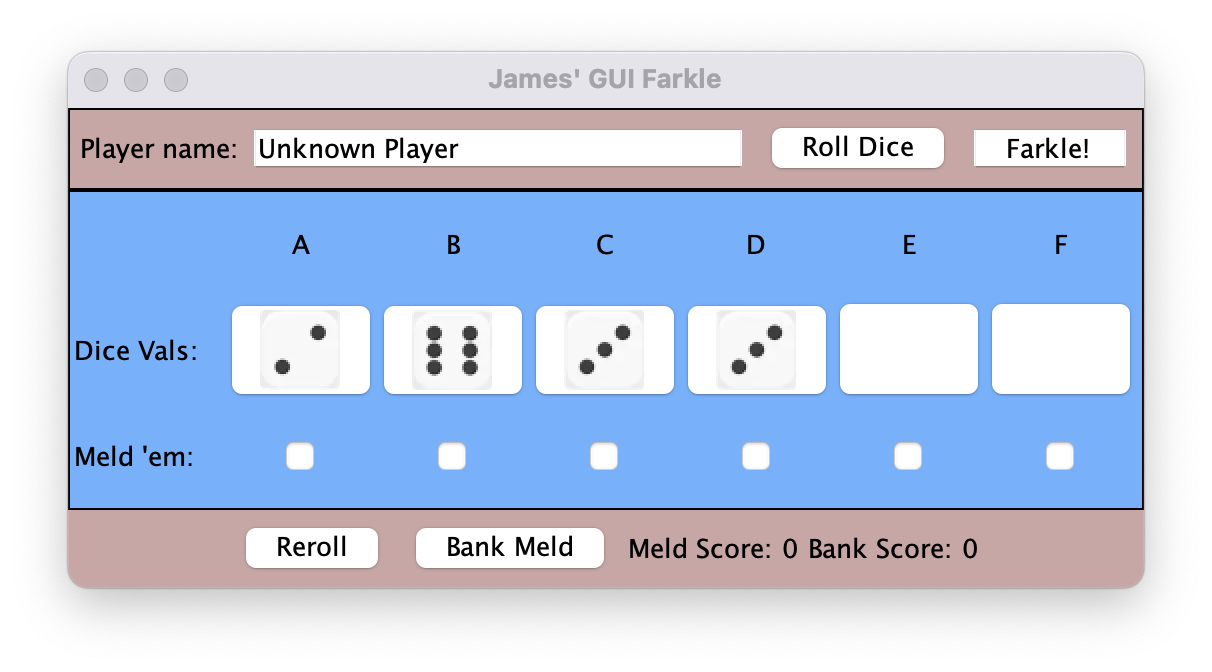 James' GUI Farkle
Player name: Unknown Player Roll Dice Farkle!
A B C D E F
Dice Vals:
Meld 'em:
Reroll Bank Meld Meld Score: 0 Bank Score: 0